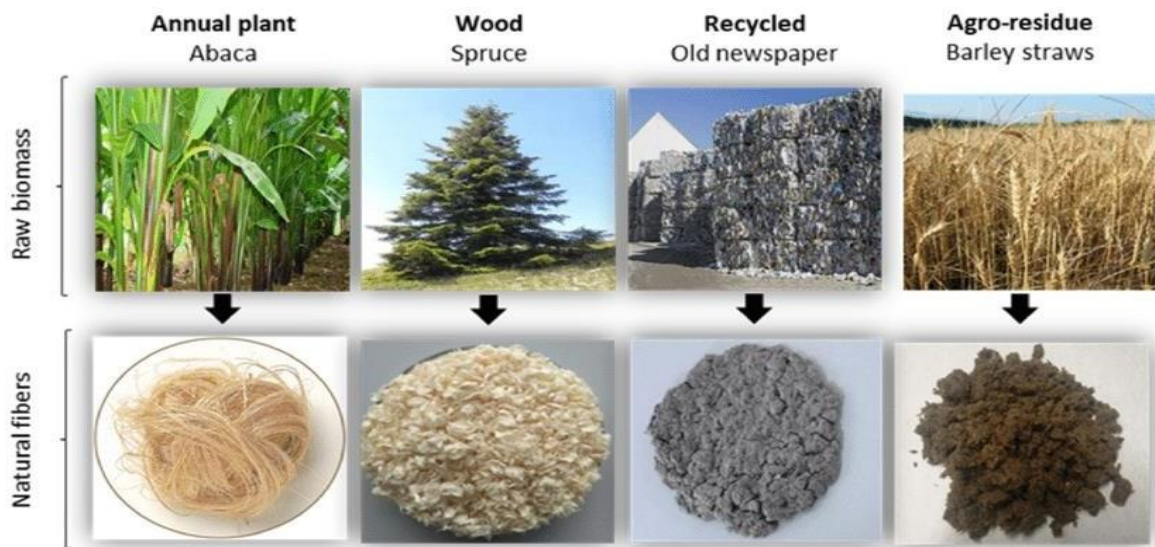 Annual plant
Abaca
Wood
Spruce
Recycled
Old newspaper
Agro-residue
Barley straws
Raw biomass
Natural fibers